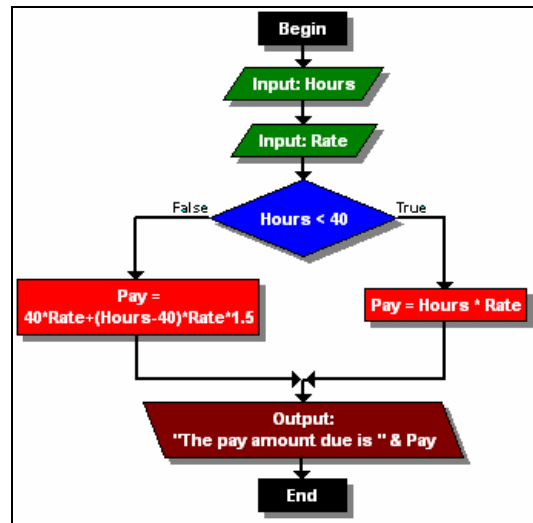 Begin
Input: Hours
Input: Rate
False
Hours < 40
True
Pay =
40*Rate+(Hours-40)*Rate*1.5
Pay = Hours * Rate
Output:
"The pay amount due is " & Pay
End